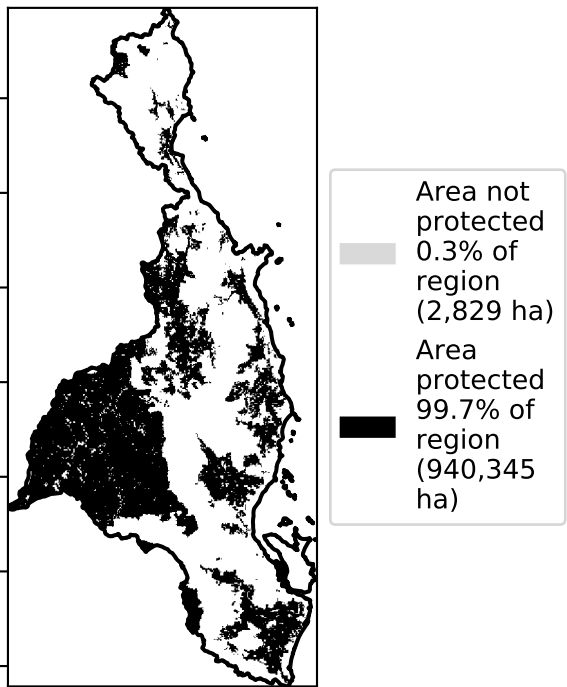 Area not
protected
0.3% of
region
(2,829 ha)
Area
protected
99.7% of
region
(940,345
ha)